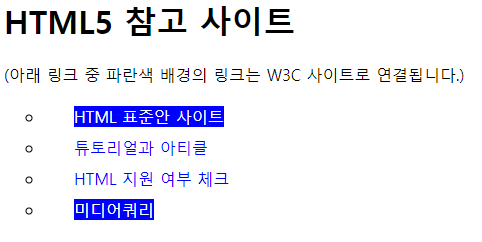 HTML5 참고 사이트
(아래 링크 중 파란색 배경의 링크는 W3C 사이트로 연결됩니다.)
HTML 표준안 사이트
튜토리얼과 아티클
HTML 지원 여부 체크
미디어쿼리